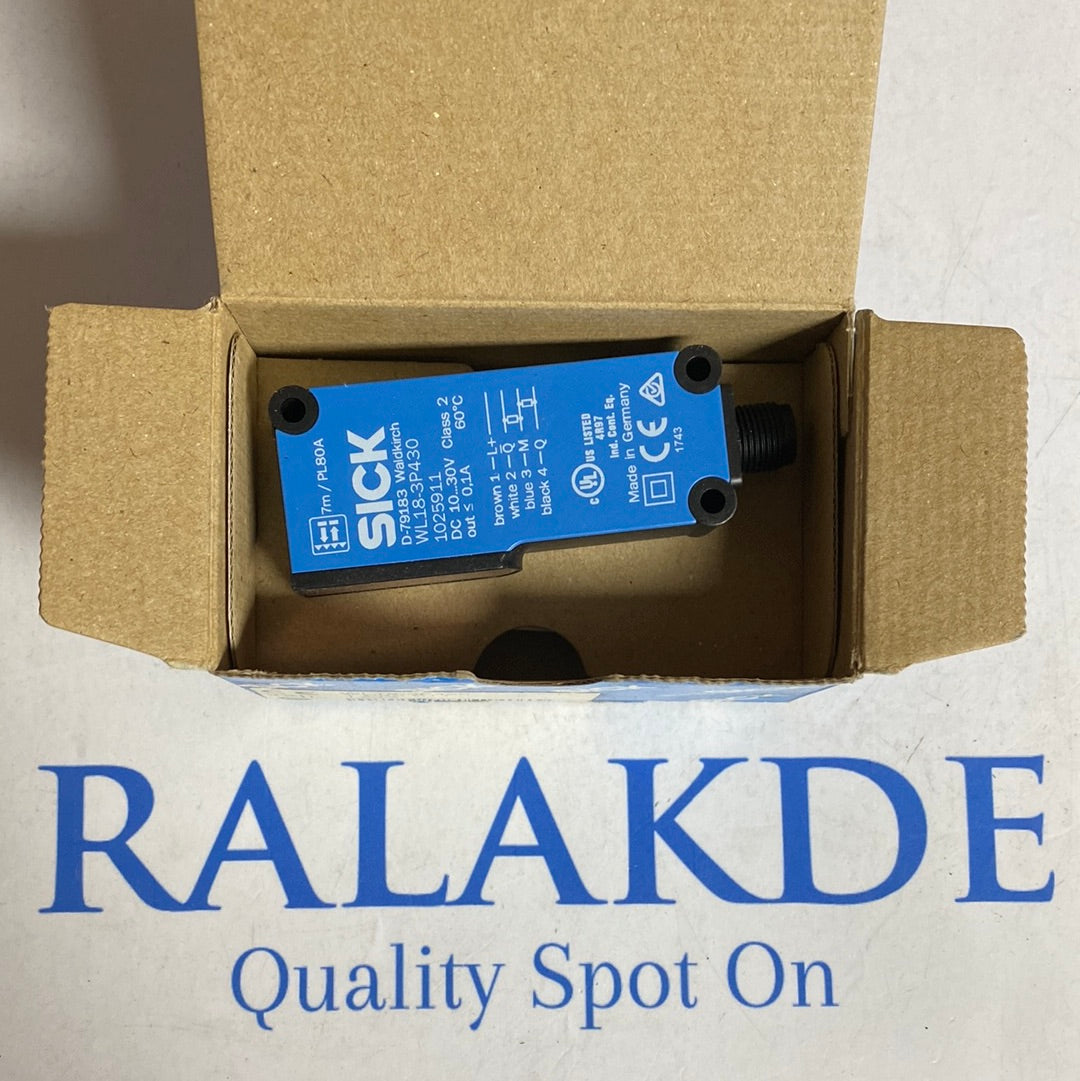 7m / PL80A
SICK
D-79183 Waldkirch
WL18-3P430
1025911
DC 10...30V Class 2
out ≤ 0,1A 60°C
brown 1 – L+
white 2 – Q̅
blue 3 – M
black 4 – Q
c UL US LISTED
4R97
Ind. Cont. Eq.
Made in Germany
CE
1743
RALAKDE
Quality Spot On